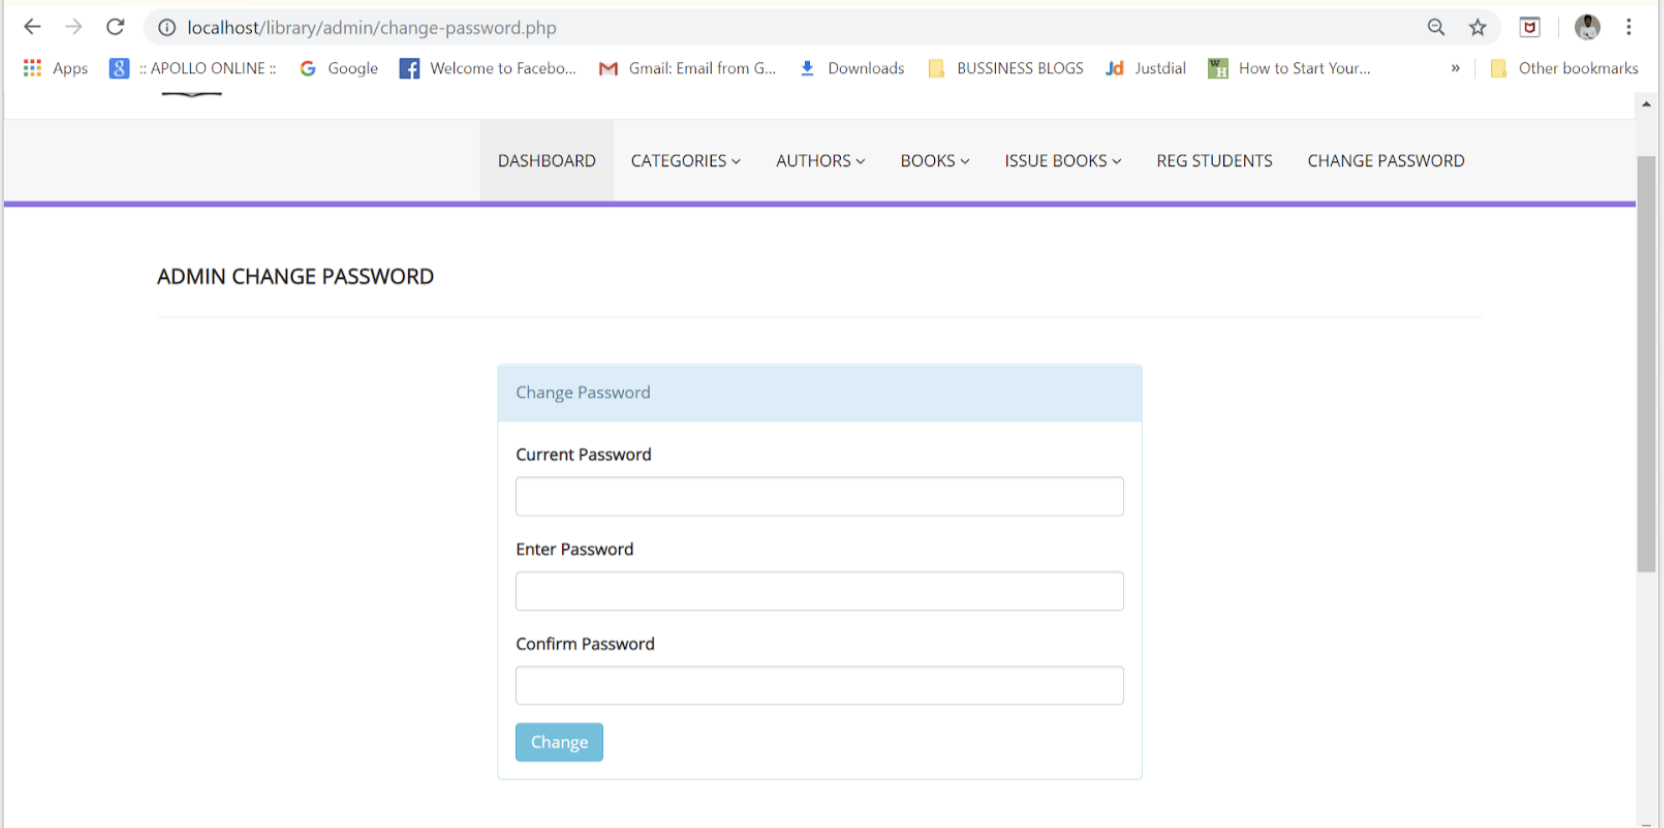 localhost/library/admin/change-password.php
Apps :: APOLLO ONLINE :: Google Welcome to Facebo... Gmail: Email from G... Downloads BUSSINESS BLOGS Justdial How to Start Your... » Other bookmarks
DASHBOARD CATEGORIES AUTHORS BOOKS ISSUE BOOKS REG STUDENTS CHANGE PASSWORD
ADMIN CHANGE PASSWORD
Change Password
Current Password
Enter Password
Confirm Password
Change